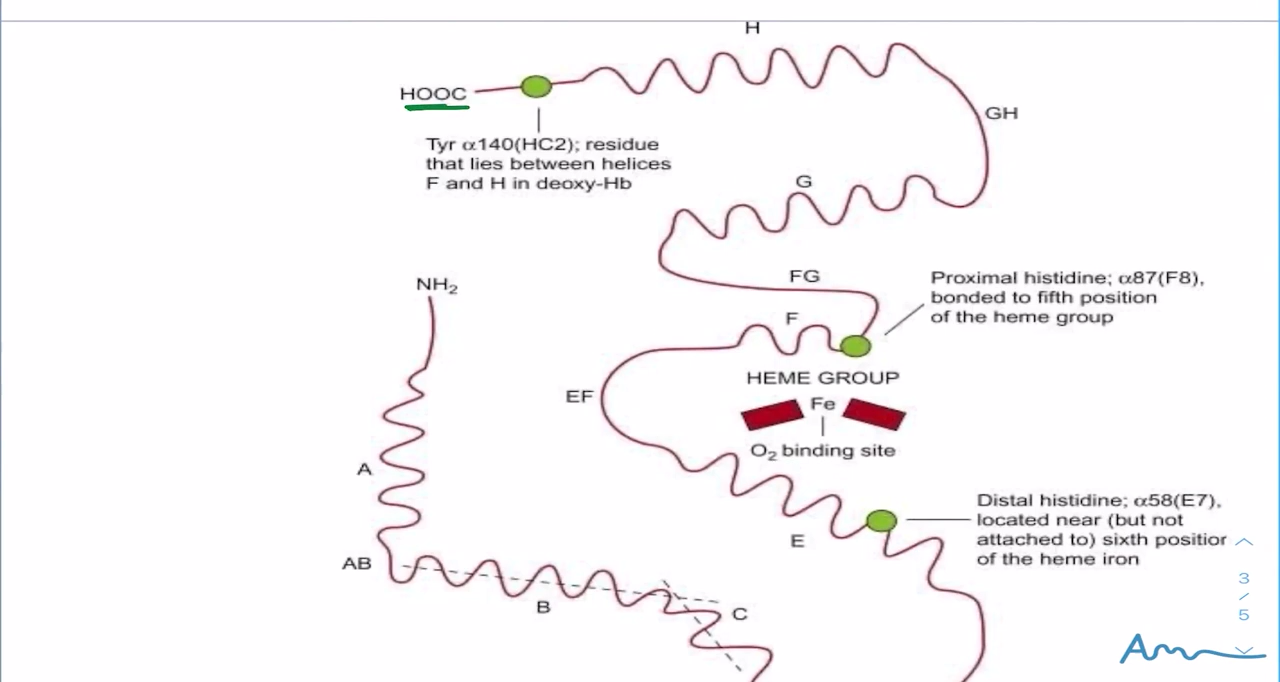 H
HOOC
GH
Tyr α140(HC2); residue
that lies between helices
F and H in deoxy-Hb
G
NH₂
FG
Proximal histidine; α87(F8),
bonded to fifth position
of the heme group
F
HEME GROUP
EF
Fe
O₂ binding site
A
Distal histidine; α58(E7),
located near (but not
attached to) sixth position
of the heme iron
E
AB
B
C
3
/
5